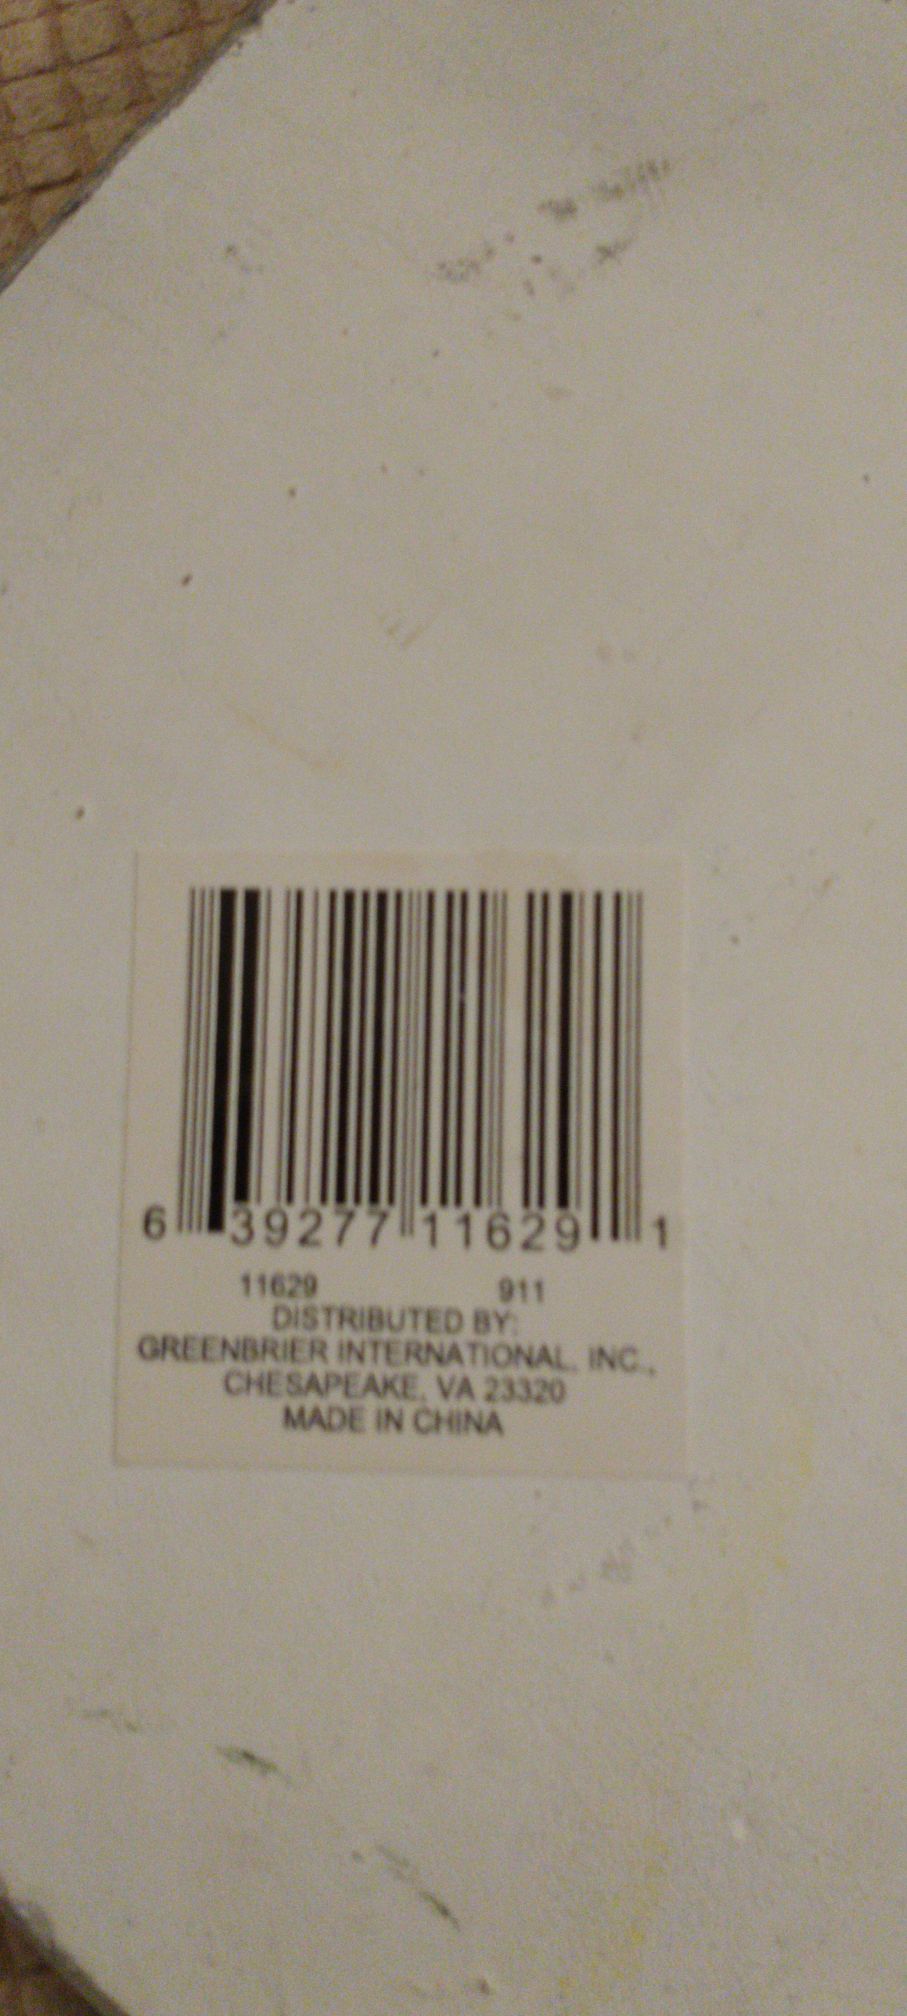 6 39277 11629 1
11629 911
DISTRIBUTED BY:
GREENBRIER INTERNATIONAL, INC.,
CHESAPEAKE, VA 23320
MADE IN CHINA